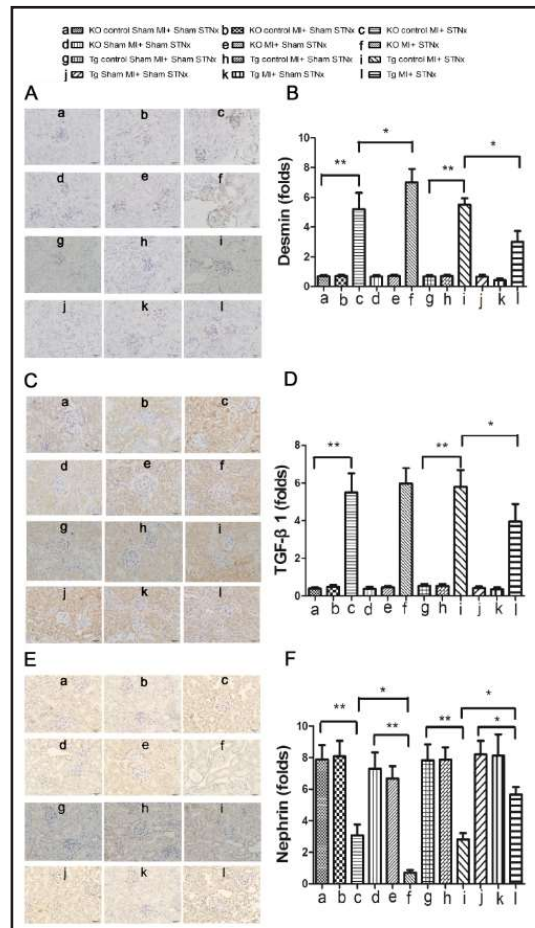 a KO control Sham MI+ Sham STNx b KO control MI+ Sham STNx c KO control MI+ STNx
d KO Sham MI+ Sham STNx e KO MI+ Sham STNx f KO MI+ STNx
g Tg control Sham MI+ Sham STNx h Tg control MI+ Sham STNx i Tg control MI+ STNx
j Tg Sham MI+ Sham STNx k Tg MI+ Sham STNx l Tg MI+ STNx
A
a b c
d e f
g h i
j k l
B
Desmin (folds)
10
8
6
4
2
0
** * ** *
a b c d e f g h i j k l
C
a b c
d e f
g h i
j k l
D
TGF-β 1 (folds)
10
8
6
4
2
0
** ** *
a b c d e f g h i j k l
E
a b c
d e f
g h i
j k l
F
Nephrin (folds)
10
8
6
4
2
0
** * ** ** * *
a b c d e f g h i j k l